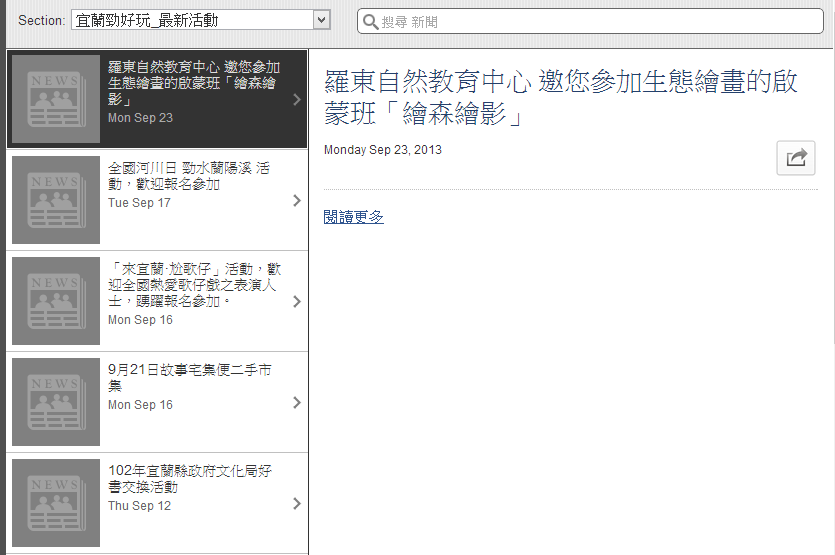 Section: 宜蘭勁好玩_最新活動
搜尋 新聞
NEWS
羅東自然教育中心 邀您參加
生態繪畫的啟蒙班「繪森繪
影」
Mon Sep 23
NEWS
全國河川日 勁水蘭陽溪 活
動，歡迎報名參加
Tue Sep 17
NEWS
「來宜蘭·尬歌仔」活動，歡
迎全國熱愛歌仔戲之表演人
士，踴躍報名參加。
Mon Sep 16
NEWS
9月21日故事宅集便二手市
集
Mon Sep 16
NEWS
102年宜蘭縣政府文化局好
書交換活動
Thu Sep 12
羅東自然教育中心 邀您參加生態繪畫的啟
蒙班「繪森繪影」
Monday Sep 23, 2013
閱讀更多